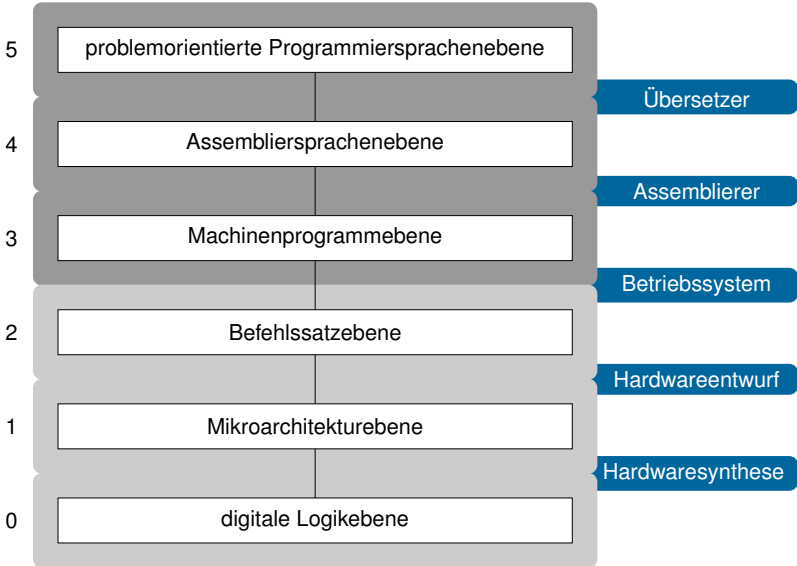 5
problemorientierte Programmiersprachenebene
Übersetzer
4
Assembliersprachenebene
Assemblierer
3
Machinenprogrammebene
Betriebssystem
2
Befehlssatzebene
Hardwareentwurf
1
Mikroarchitekturebene
Hardwaresynthese
0
digitale Logikebene